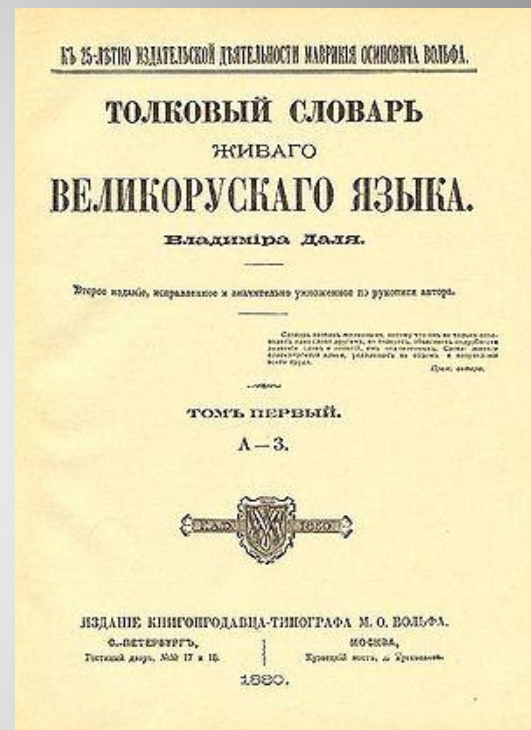 КЪ 25-ЛѢТІЮ ИЗДАТЕЛЬСКОЙ ДѢЯТЕЛЬНОСТИ МАВРИКІЯ ОСИПОВИЧА ВОЛЬФА.
ТОЛКОВЫЙ СЛОВАРЬ
ЖИВАГО
ВЕЛИКОРУСКАГО ЯЗЫКА.
Владиміра Даля.
Второе изданіе, исправленное и значительно умноженное по рукописи автора.
ТОМЪ ПЕРВЫЙ.
А—З.
ИЗДАНІЕ КНИГОПРОДАВЦА-ТИПОГРАФА М. О. ВОЛЬФА.
С.-ПЕТЕРБУРГЪ,
Гостиный дворъ, №№ 17 и 18.
МОСКВА,
Кузнецкій мостъ, д.
1880.